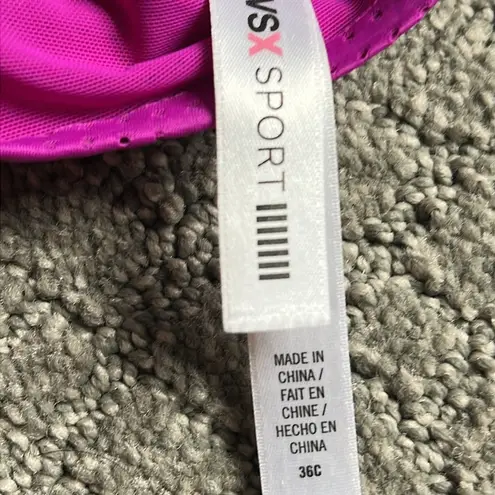 VSX SPORT
MADE IN
CHINA /
FAIT EN
CHINE /
HECHO EN
CHINA
36C